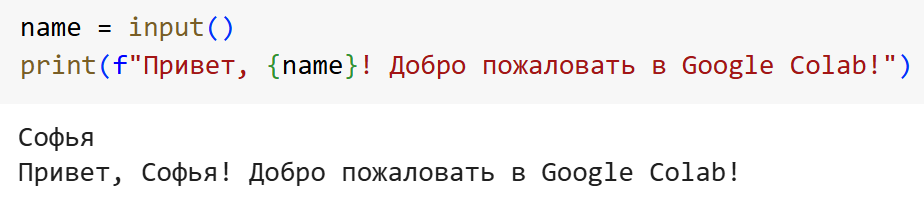 name = input()
print(f"Привет, {name}! Добро пожаловать в Google Colab!")
Софья
Привет, Софья! Добро пожаловать в Google Colab!